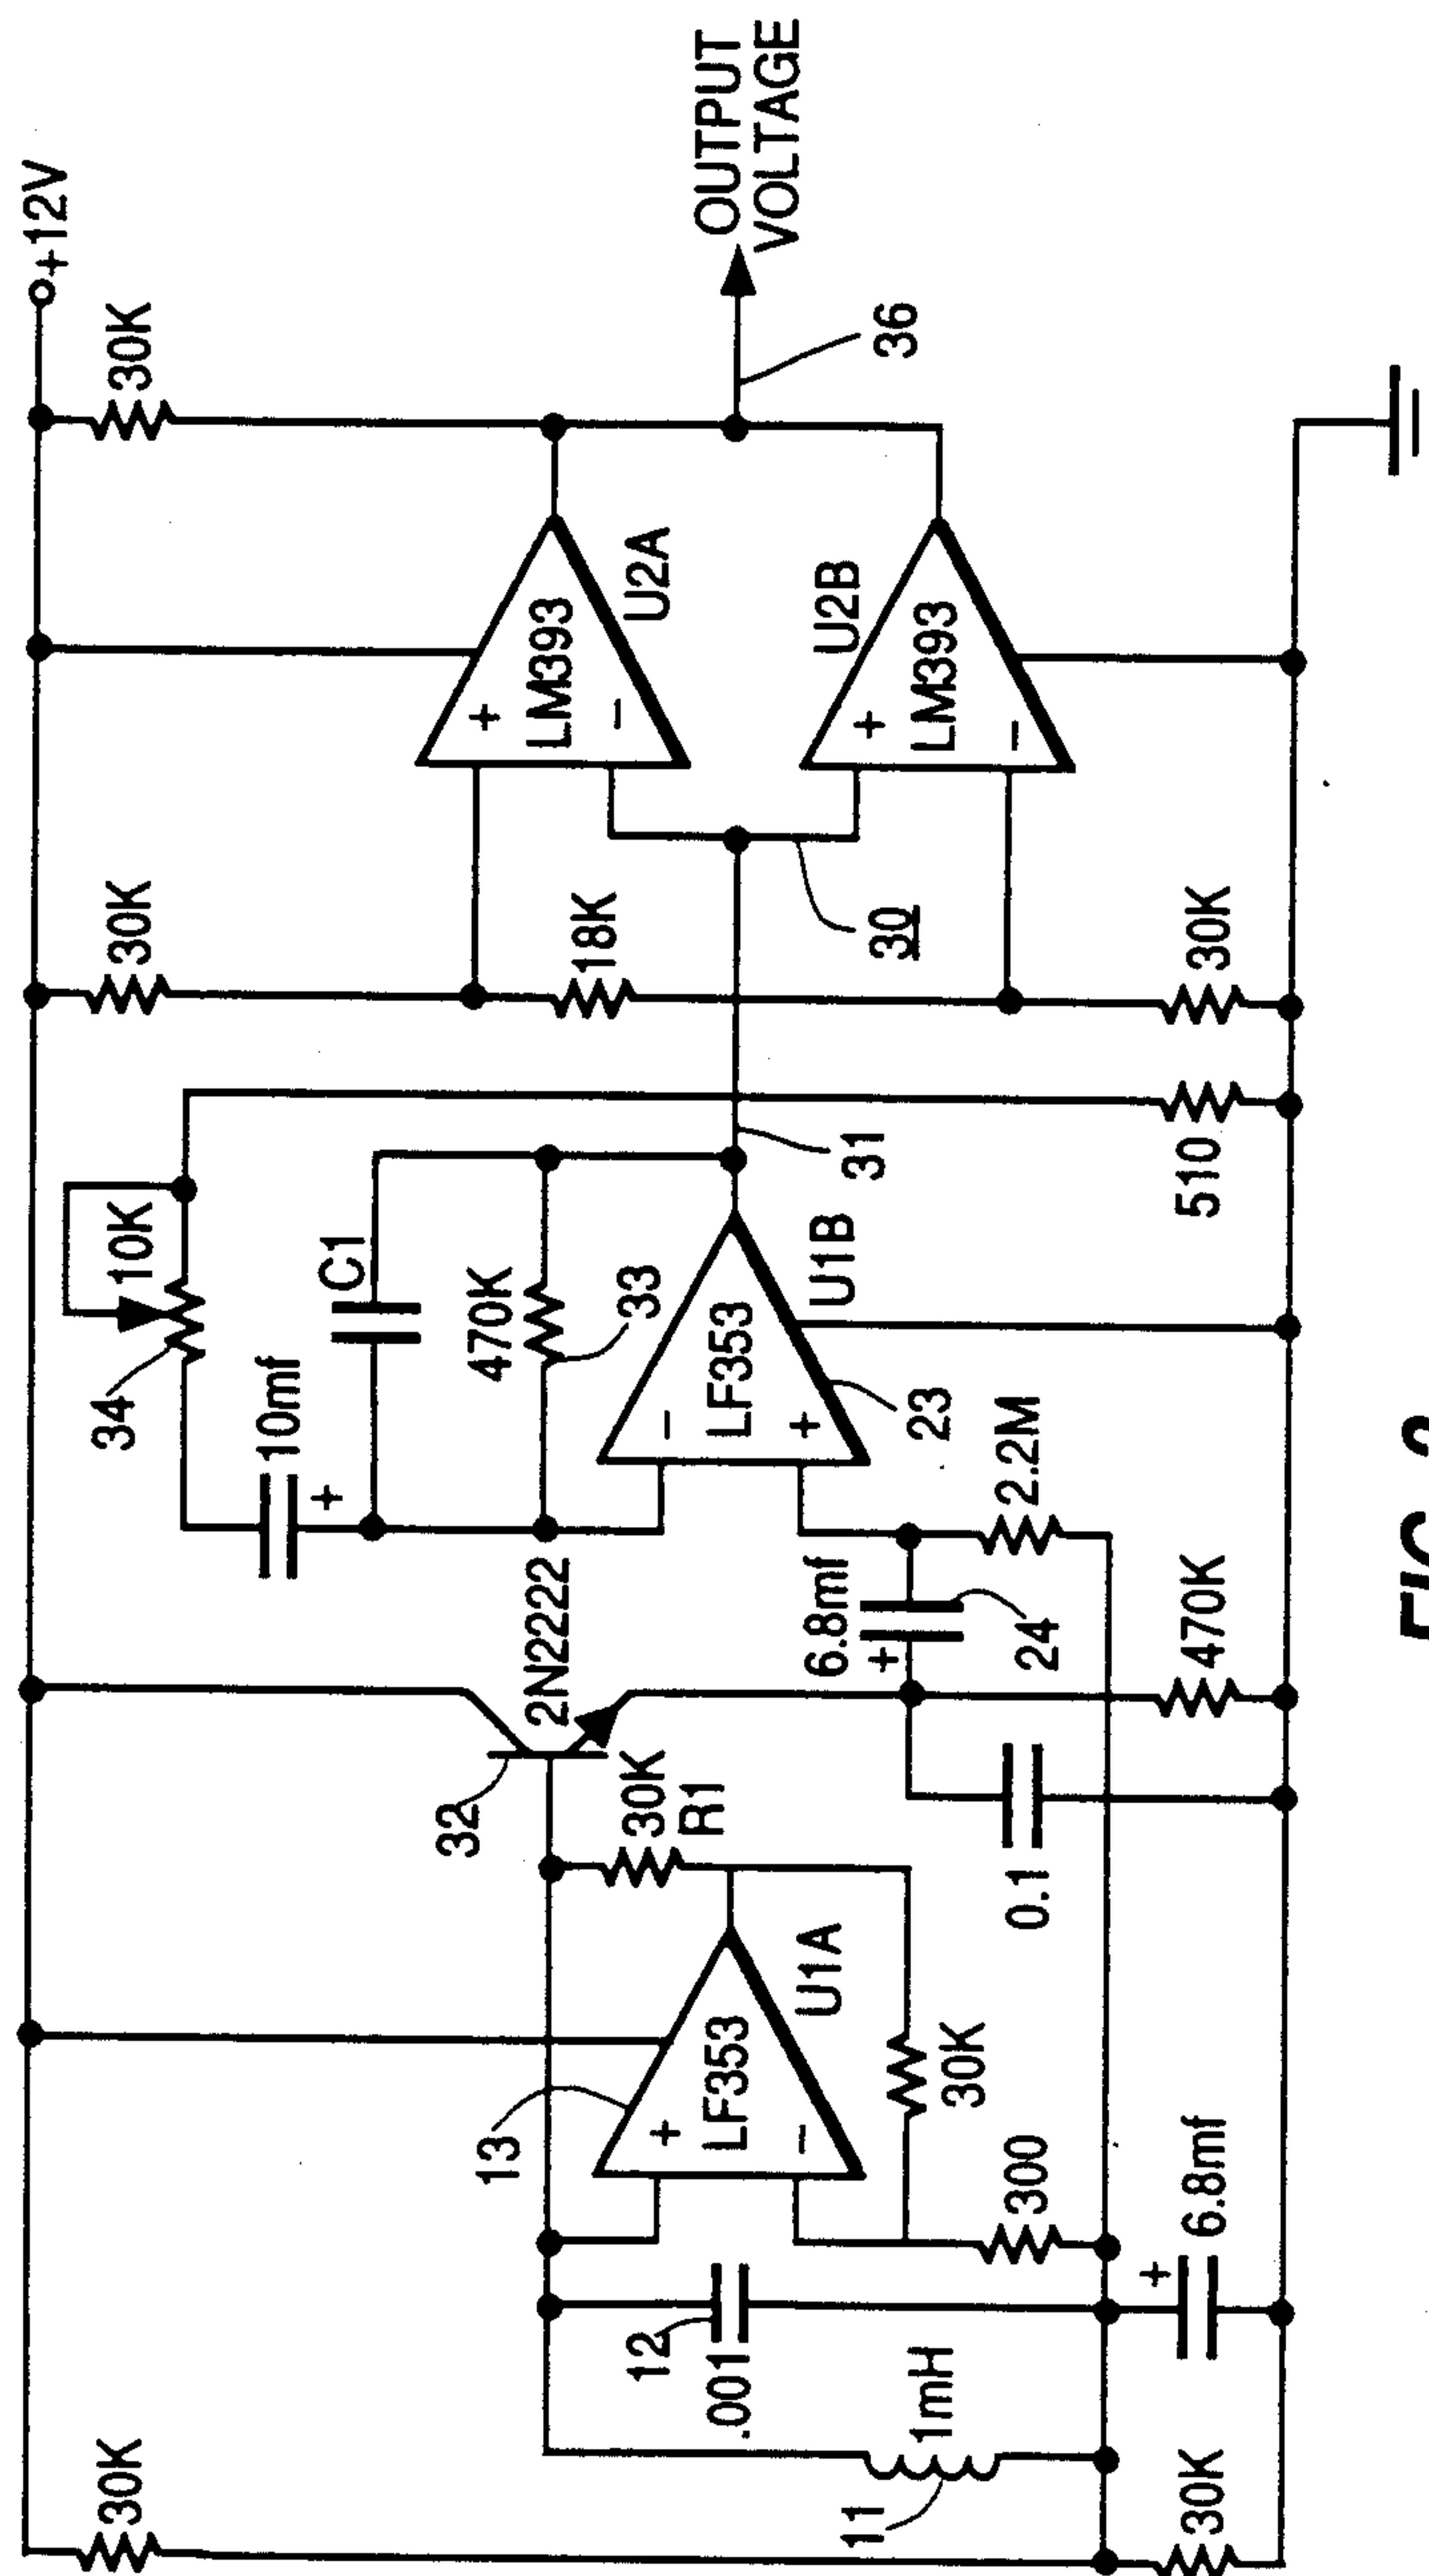 +12V
30K
30K
30K
34
10K
10mf
+
C1
470K
33
18K
+
LM393
−
U2A
OUTPUT
VOLTAGE
36
32
2N2222
−
LF353
+
U1B
23
31
30
+
LM393
−
U2B
13
+
LF353
−
U1A
30K
R1
30K
6.8mf
+
24
2.2M
510
30K
12
.001
11
1mH
300
0.1
470K
+
6.8mf
30K